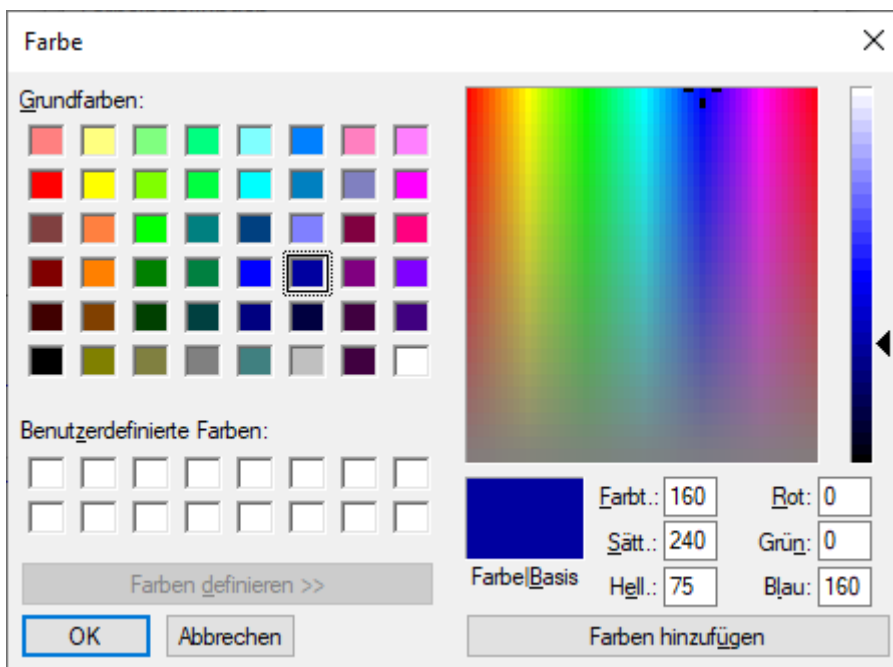 Farbe
Grundfarben:
Benutzerdefinierte Farben:
Farben definieren >>
OK
Abbrechen
Farbe|Basis
Farbt.: 160
Sätt.: 240
Hell.: 75
Rot: 0
Grün: 0
Blau: 160
Farben hinzufügen